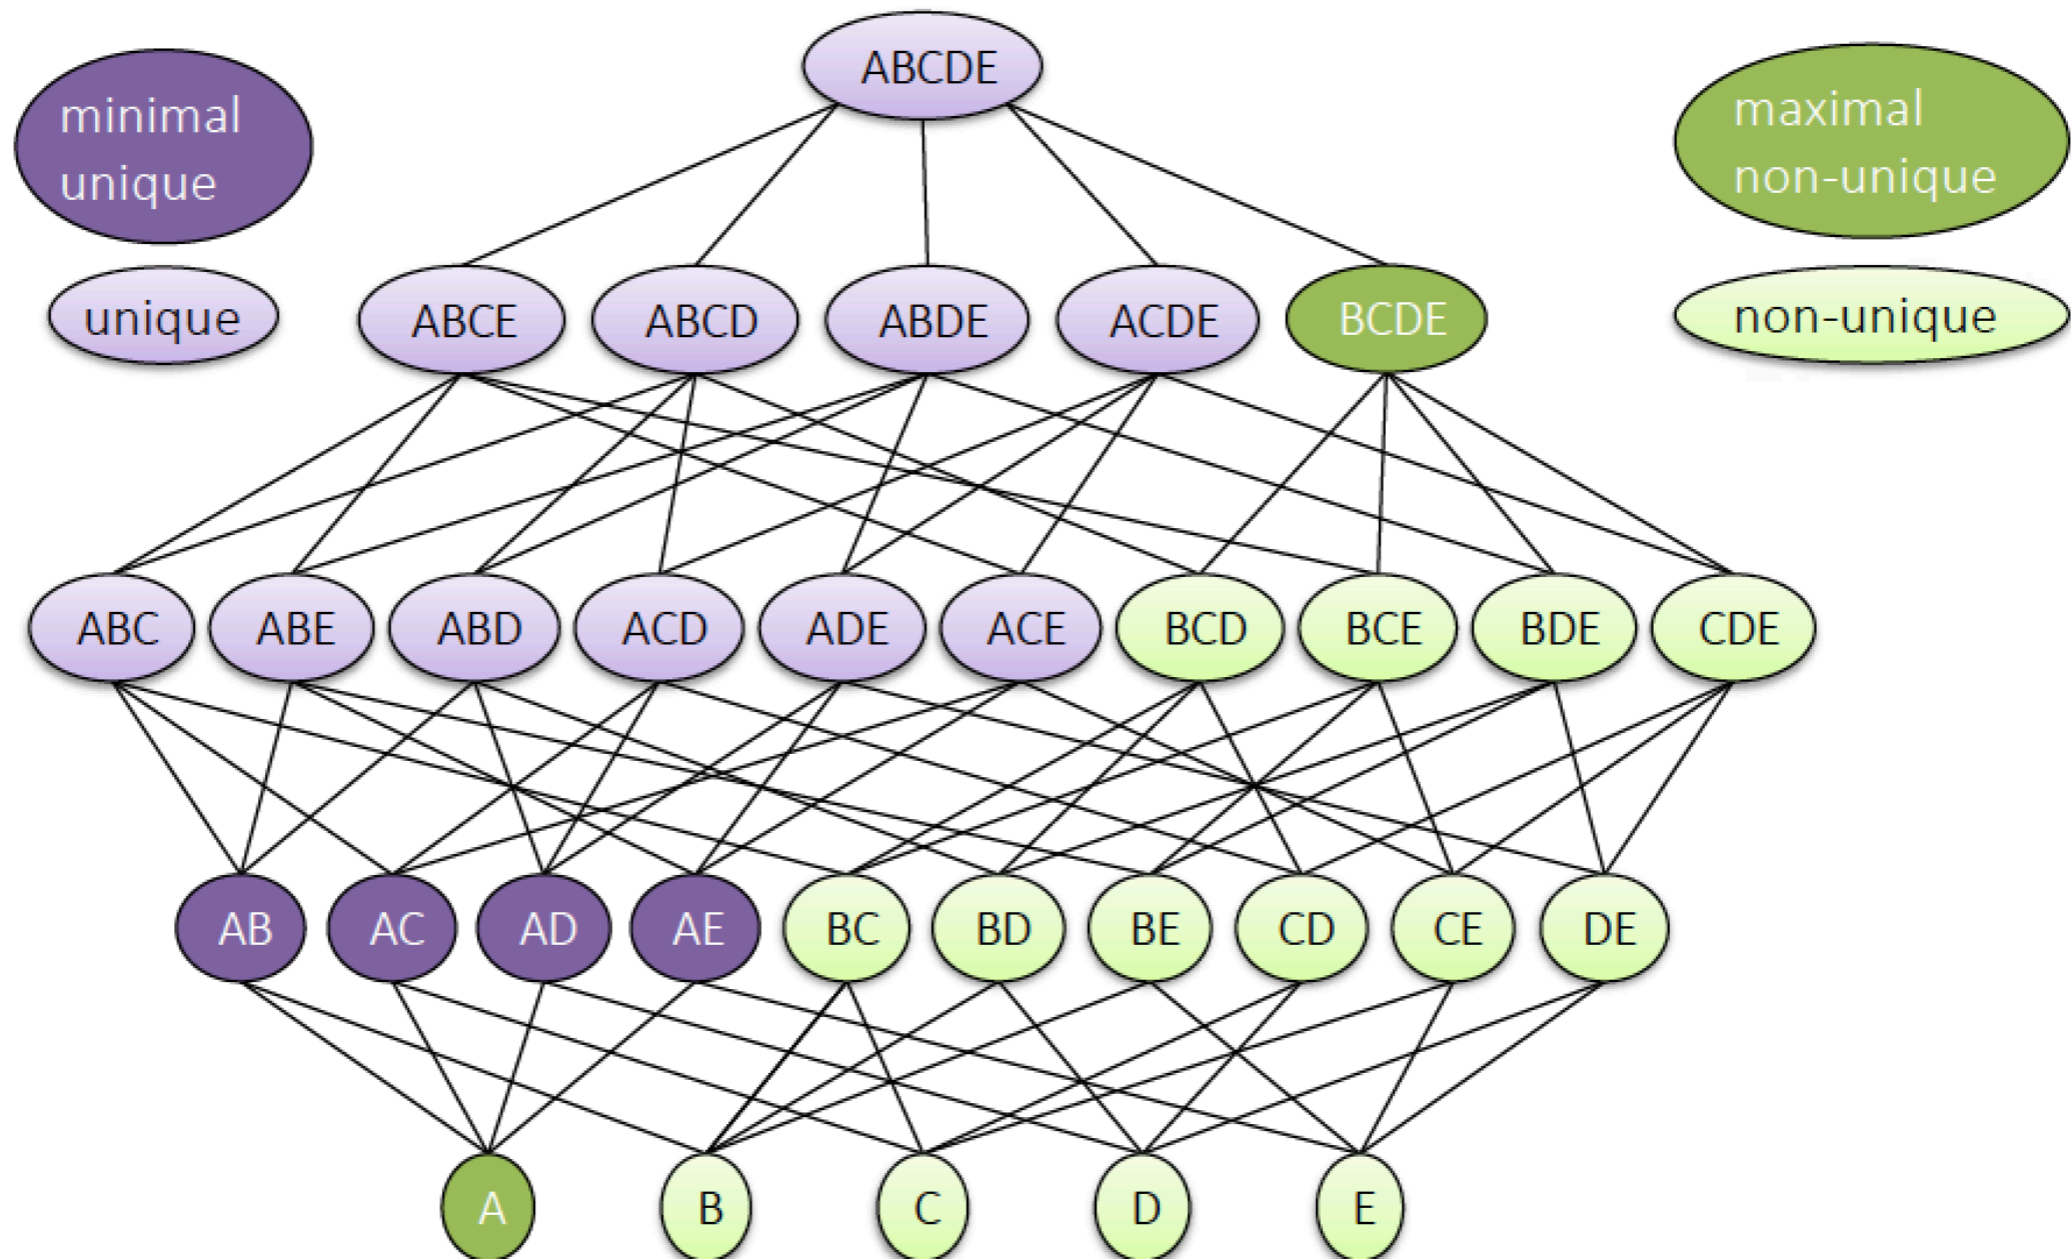 ABCDE
minimal
unique
maximal
non-unique
unique
ABCE
ABCD
ABDE
ACDE
BCDE
non-unique
ABC
ABE
ABD
ACD
ADE
ACE
BCD
BCE
BDE
CDE
AB
AC
AD
AE
BC
BD
BE
CD
CE
DE
A
B
C
D
E